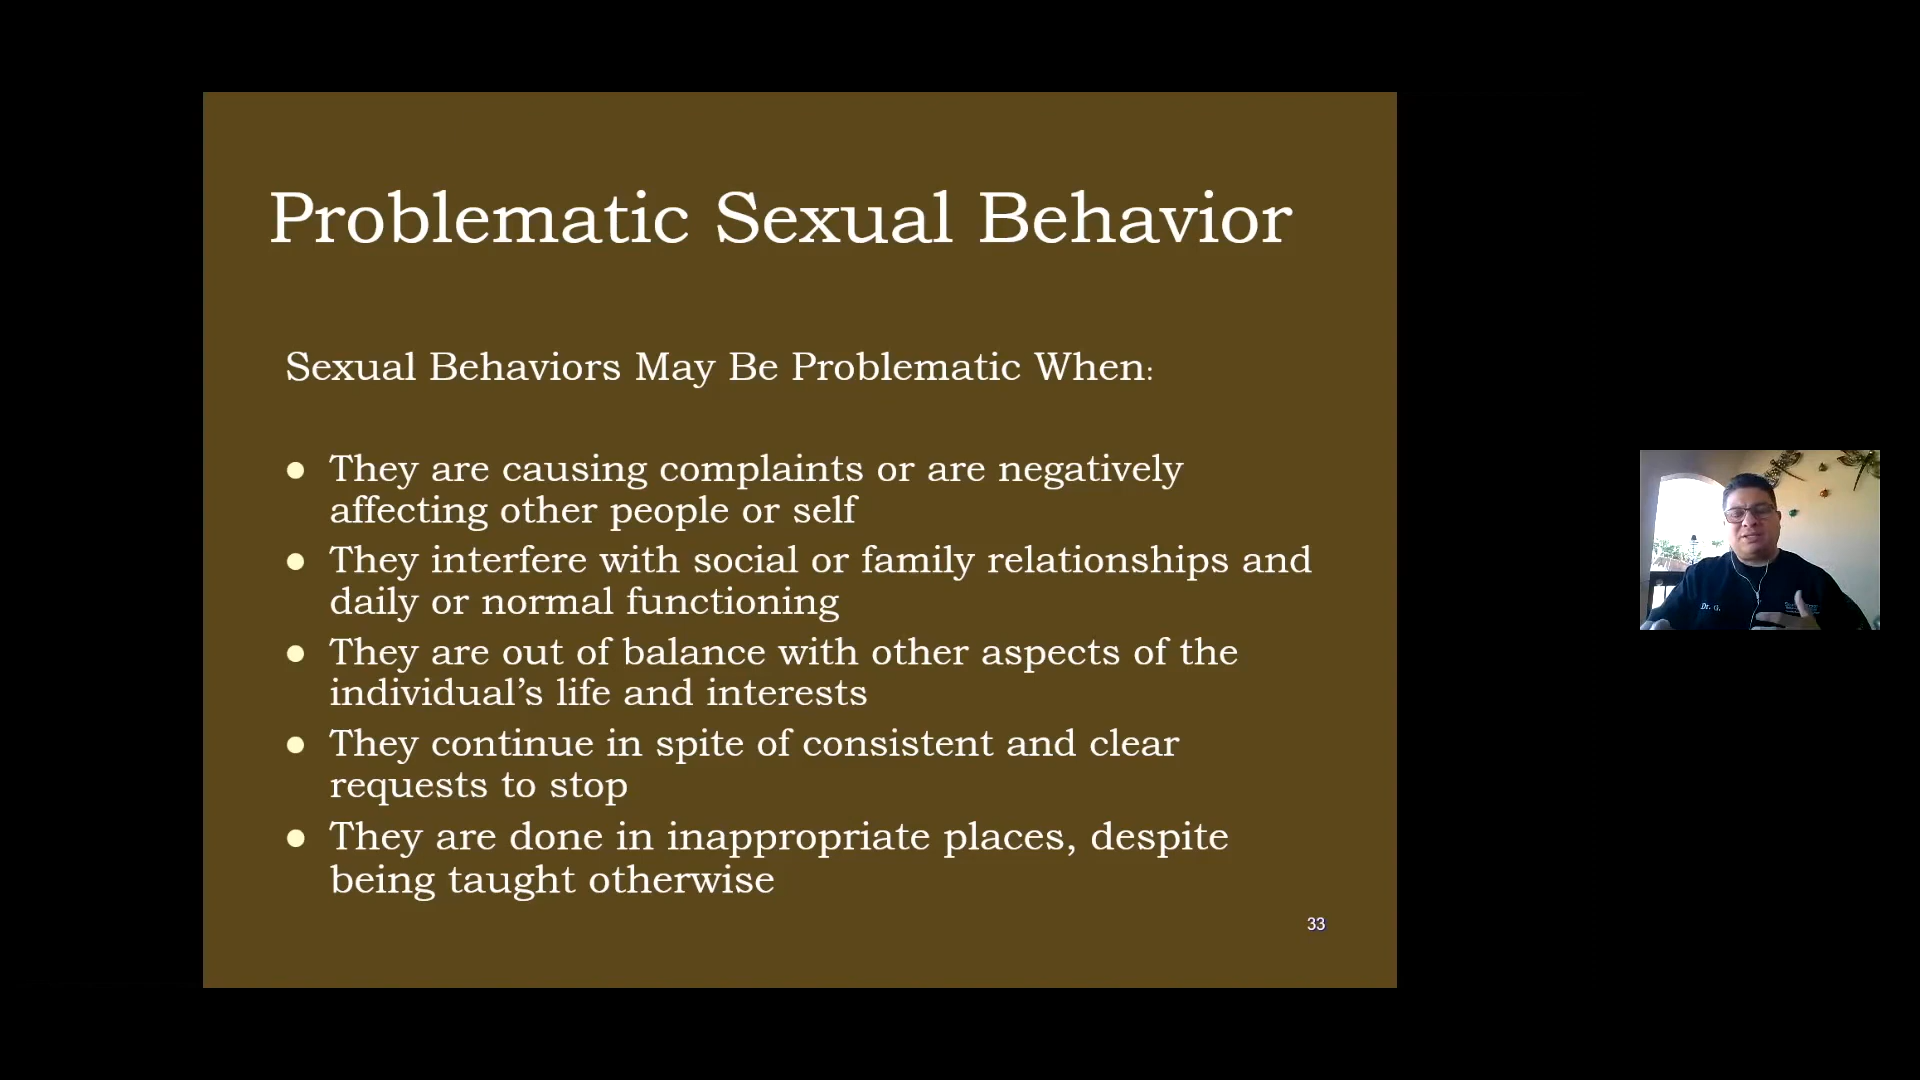 Problematic Sexual Behavior
Sexual Behaviors May Be Problematic When:
● They are causing complaints or are negatively
affecting other people or self
● They interfere with social or family relationships and
daily or normal functioning
● They are out of balance with other aspects of the
individual’s life and interests
● They continue in spite of consistent and clear
requests to stop
● They are done in inappropriate places, despite
being taught otherwise
33
Dr. G.